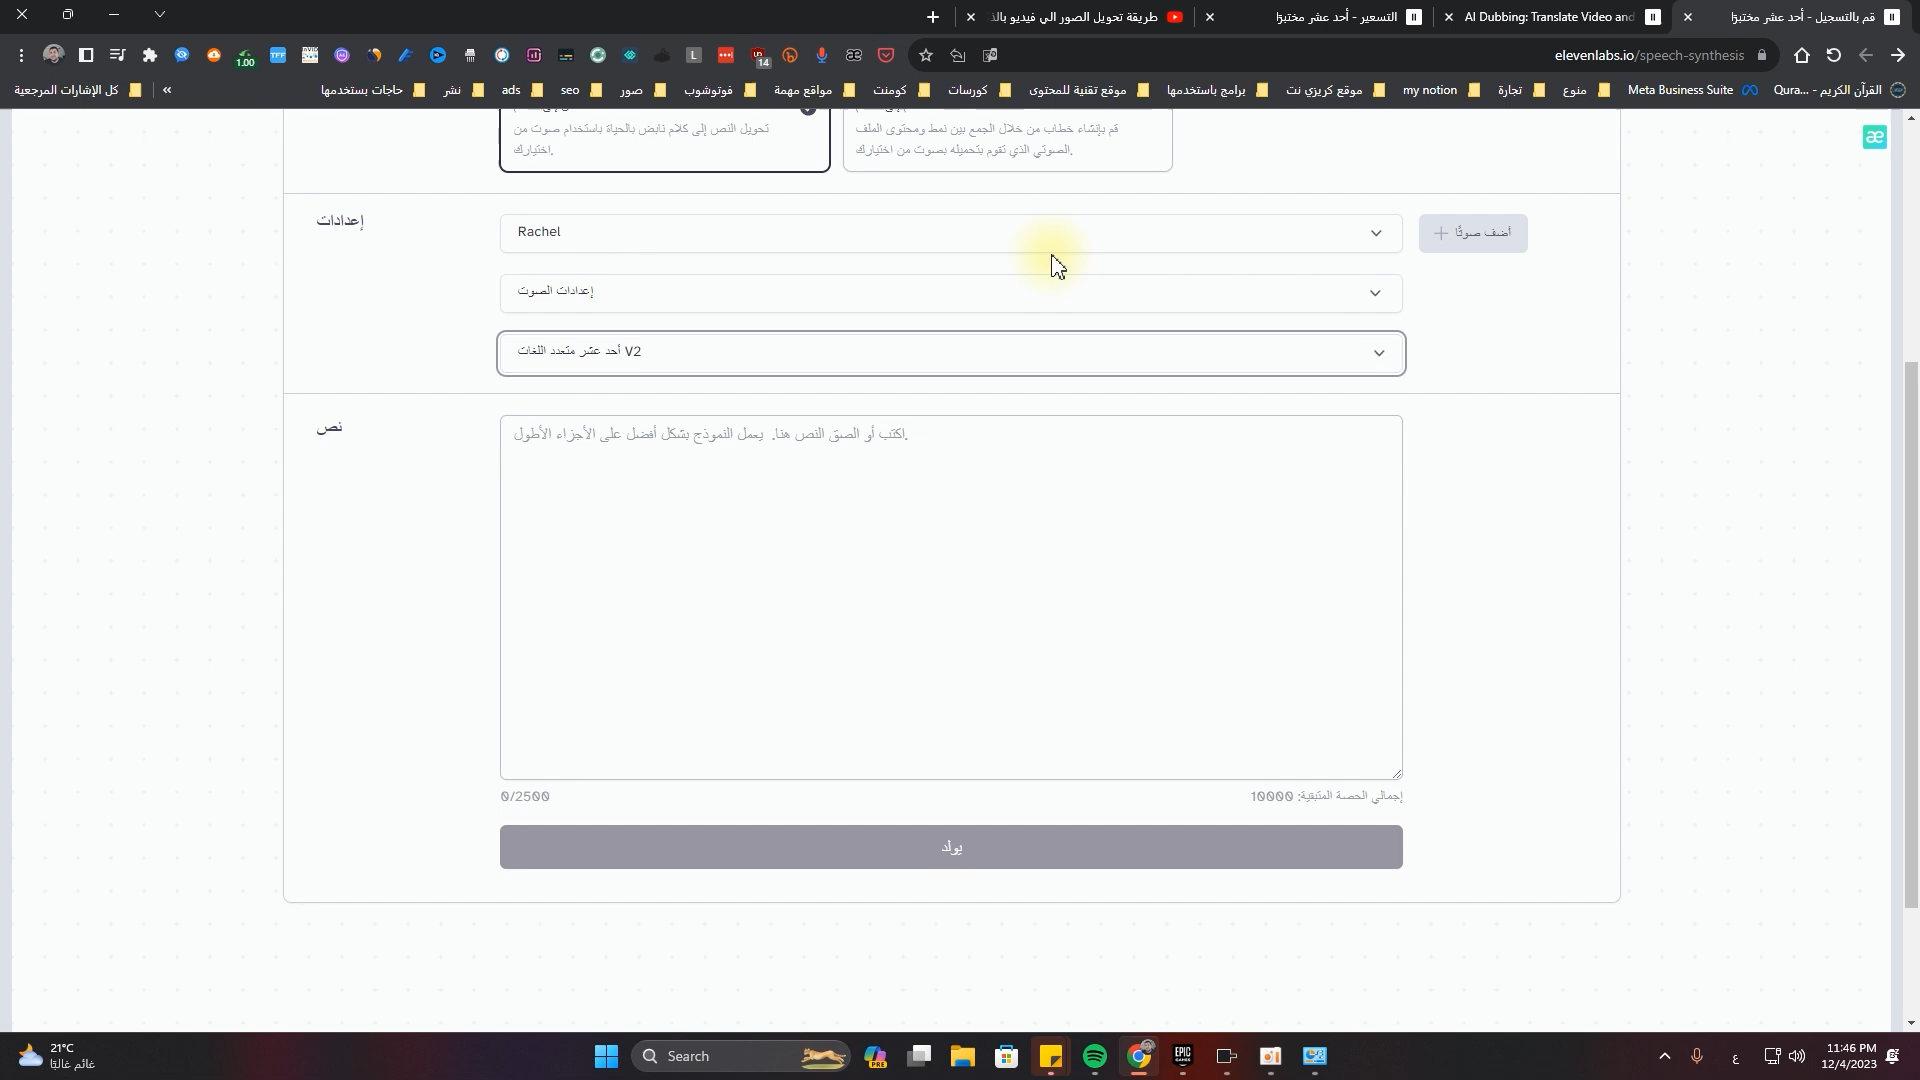 قم بالتسجيل - أحد عشر مختبرًا
AI Dubbing: Translate Video and
التسعير - أحد عشر مختبرًا
طريقة تحويل الصور الي فيديو بالذ
elevenlabs.io/speech-synthesis
1.00
14
القرآن الكريم - Qura...
Meta Business Suite
منوع
تجارة
my notion
موقع كريزي نت
برامج باستخدمها
موقع تقنية للمحتوى
كورسات
كومنت
مواقع مهمة
فوتوشوب
صور
seo
ads
نشر
حاجات بستخدمها
»
كل الإشارات المرجعية
æ
تحويل النص إلى كلام نابض بالحياة باستخدام صوت من
اختيارك.
قم بإنشاء خطاب من خلال الجمع بين نمط ومحتوى الملف
الصوتي الذي تقوم بتحميله بصوت من اختيارك.
إعدادات
Rachel
أضف صوتًا +
إعدادات الصوت
أحد عشر متعدد اللغات V2
نص
اكتب أو الصق النص هنا. يعمل النموذج بشكل أفضل على الأجزاء الأطول.
0/2500
إجمالي الحصة المتبقية: 10000
يولد
21°C
غائم غالبًا
Search
PRE
EPIC GAMES
ع
11:46 PM
12/4/2023